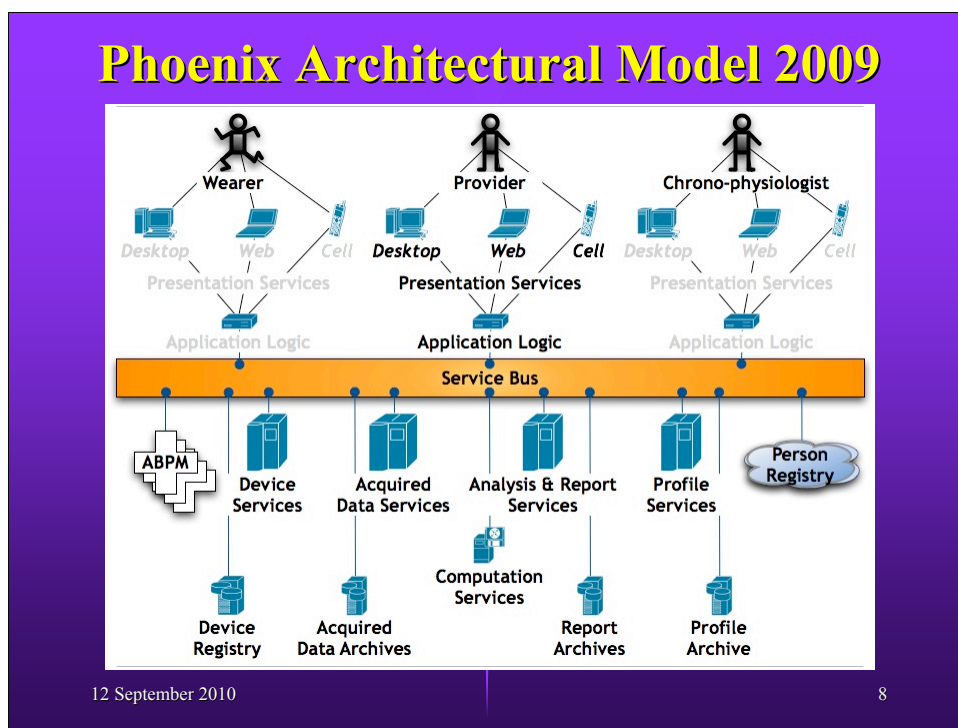 Phoenix Architectural Model 2009
Wearer
Provider
Chrono-physiologist
Desktop Web Cell
Desktop Web Cell
Desktop Web Cell
Presentation Services
Presentation Services
Presentation Services
Application Logic
Application Logic
Application Logic
Service Bus
ABPM
Device
Services
Acquired
Data Services
Analysis & Report
Services
Profile
Services
Person
Registry
Computation
Services
Device
Registry
Acquired
Data Archives
Report
Archives
Profile
Archive
12 September 2010
8